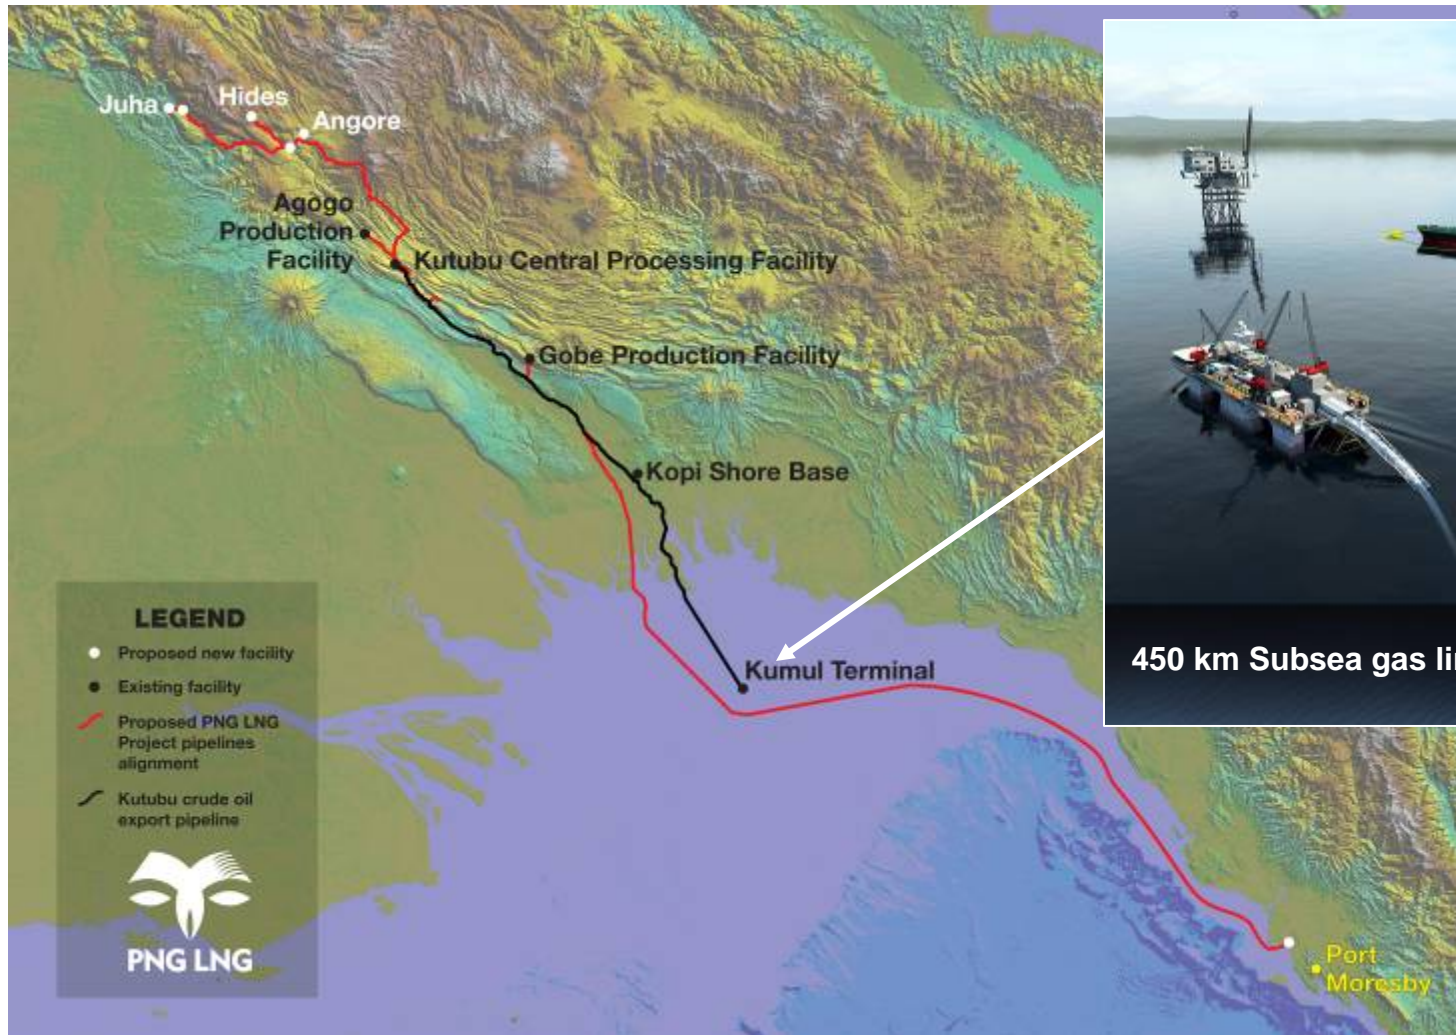 Juha
Hides
Angore
Agogo
Production
Facility
Kutubu Central Processing Facility
Gobe Production Facility
Kopi Shore Base
Kumul Terminal
450 km Subsea gas
LEGEND
Proposed new facility
Existing facility
Proposed PNG LNG
Project pipelines
alignment
Kutubu crude oil
export pipeline
PNG LNG
Port
Moresby